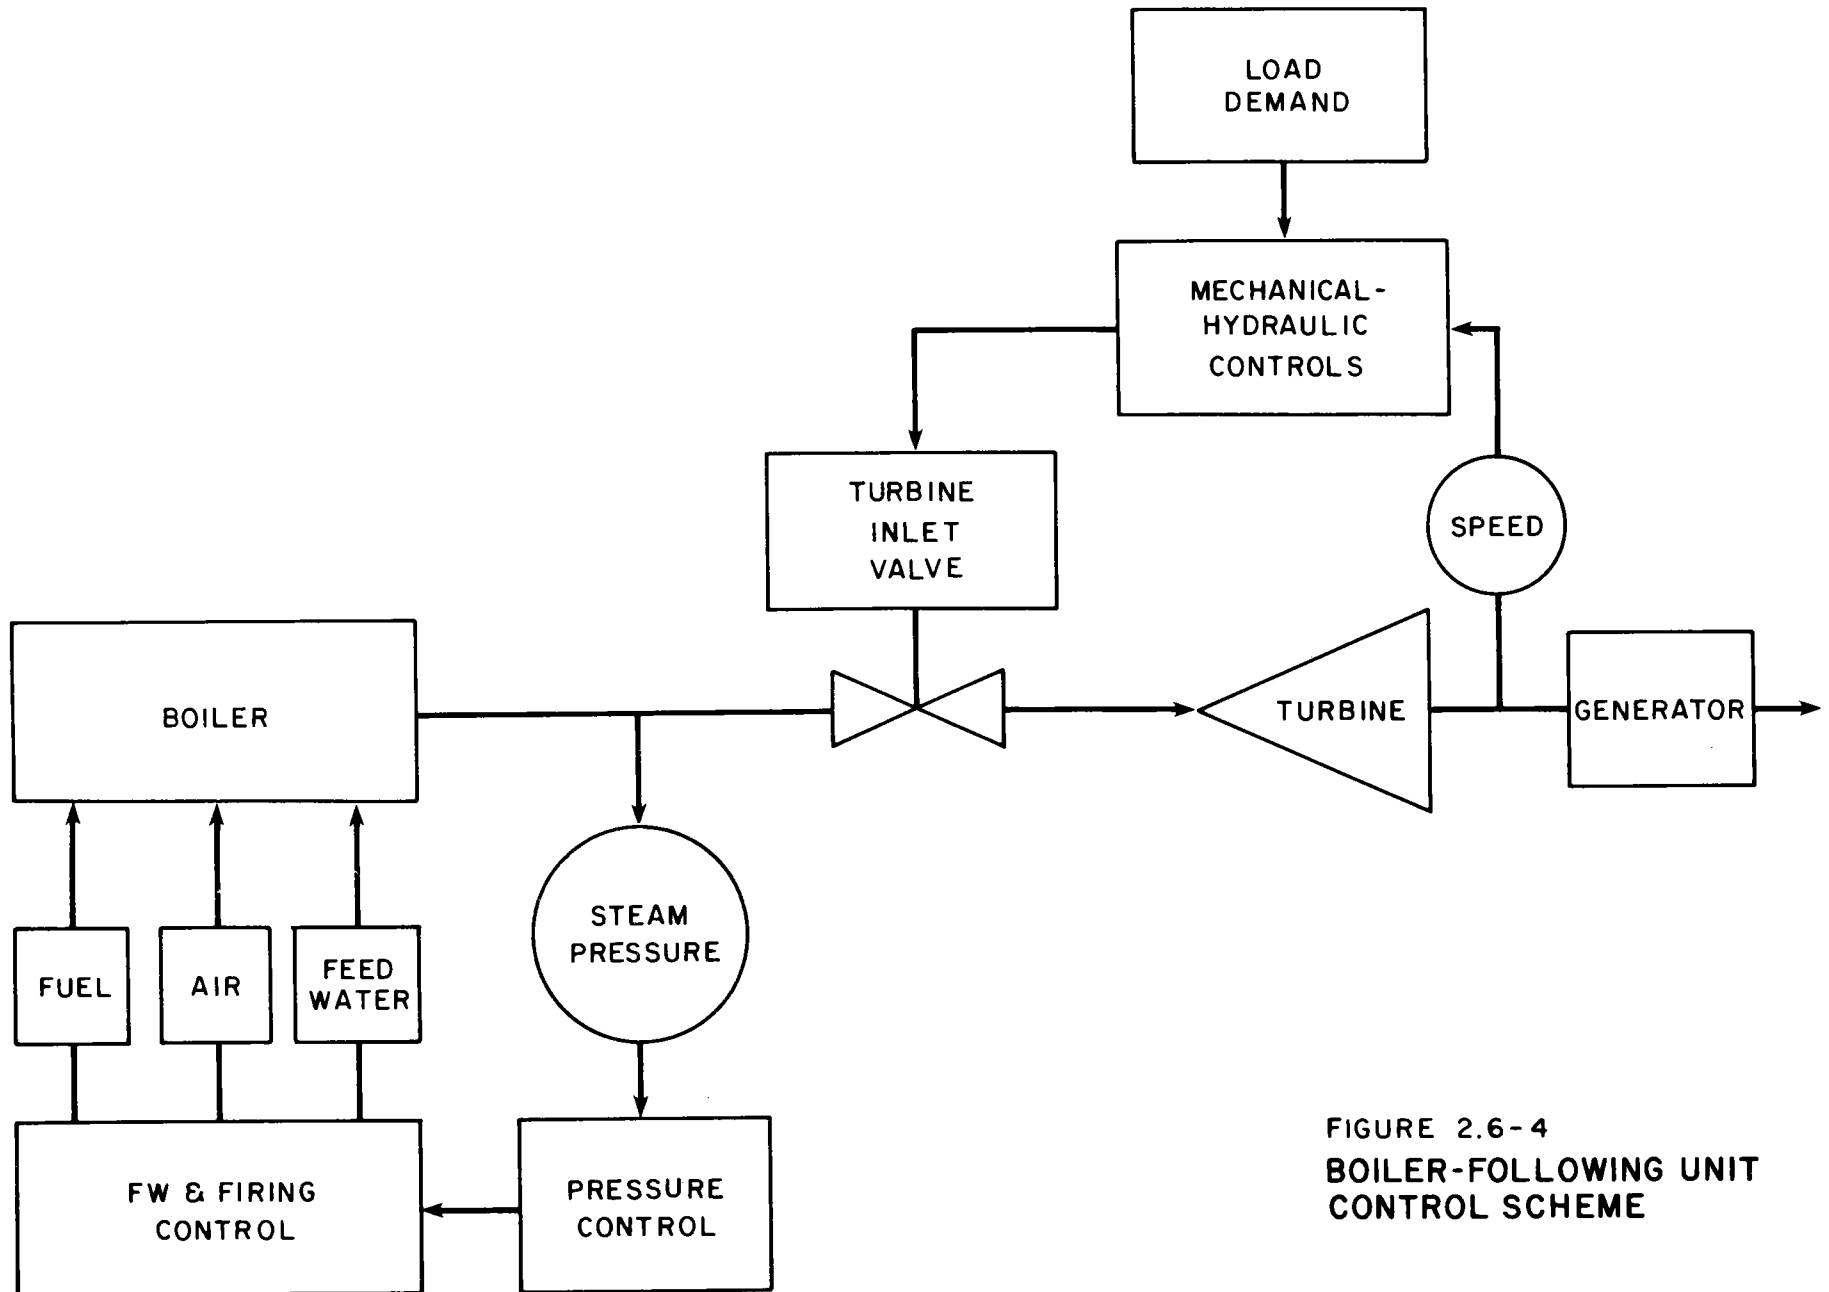 LOAD
DEMAND
MECHANICAL-
HYDRAULIC
CONTROLS
TURBINE
INLET
VALVE
SPEED
BOILER
TURBINE
GENERATOR
STEAM
PRESSURE
FUEL
AIR
FEED
WATER
FW & FIRING
CONTROL
PRESSURE
CONTROL
FIGURE 2.6-4
BOILER-FOLLOWING UNIT
CONTROL SCHEME